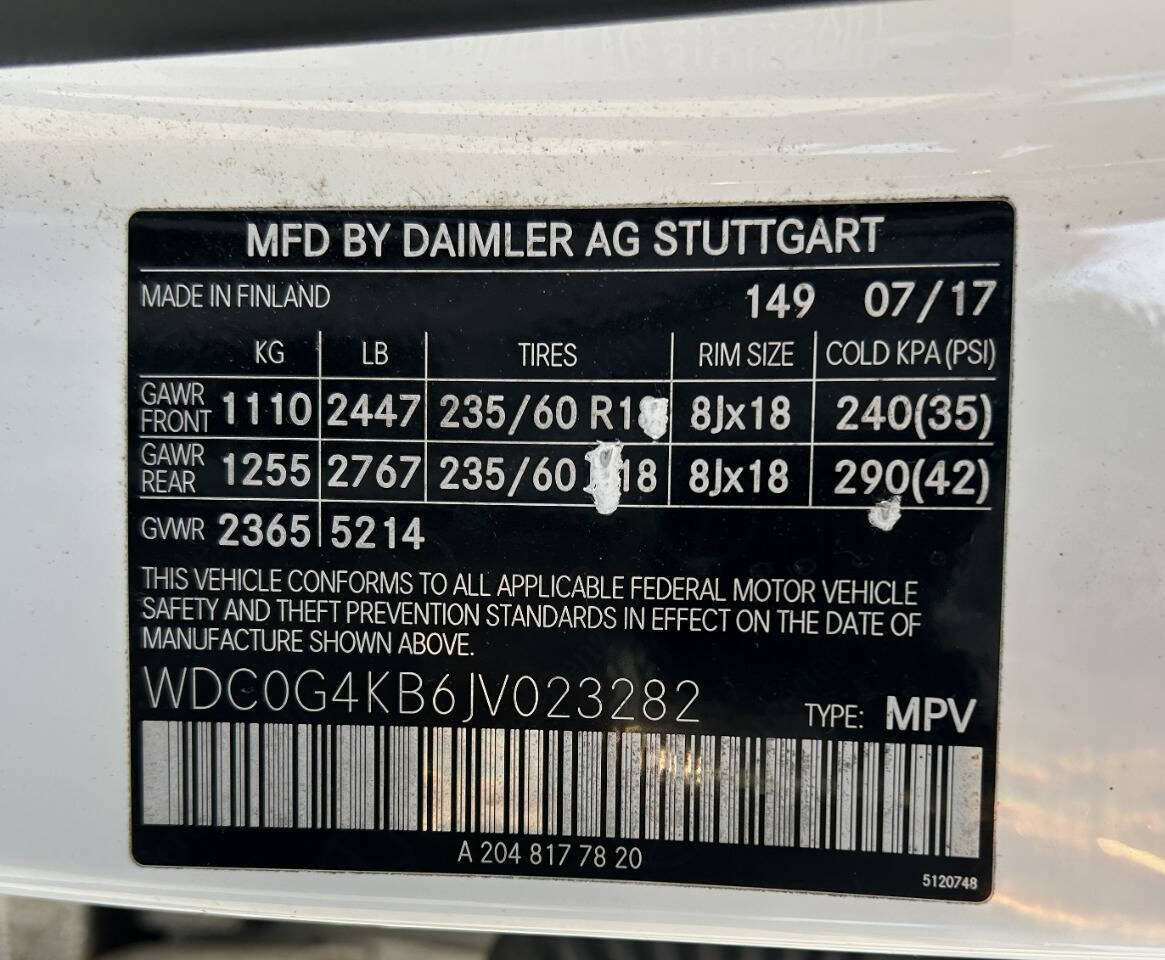 MFD BY DAIMLER AG STUTTGART
MADE IN FINLAND 149 07/17
KG LB TIRES RIM SIZE COLD KPA (PSI)
GAWR FRONT 1110 2447 235/60 R18 8Jx18 240(35)
GAWR REAR 1255 2767 235/60 18 8Jx18 290(42)
GVWR 2365 5214
THIS VEHICLE CONFORMS TO ALL APPLICABLE FEDERAL MOTOR VEHICLE
SAFETY AND THEFT PREVENTION STANDARDS IN EFFECT ON THE DATE OF
MANUFACTURE SHOWN ABOVE.
WDC0G4KB6JV023282 TYPE: MPV
A 204 817 78 20
5120748